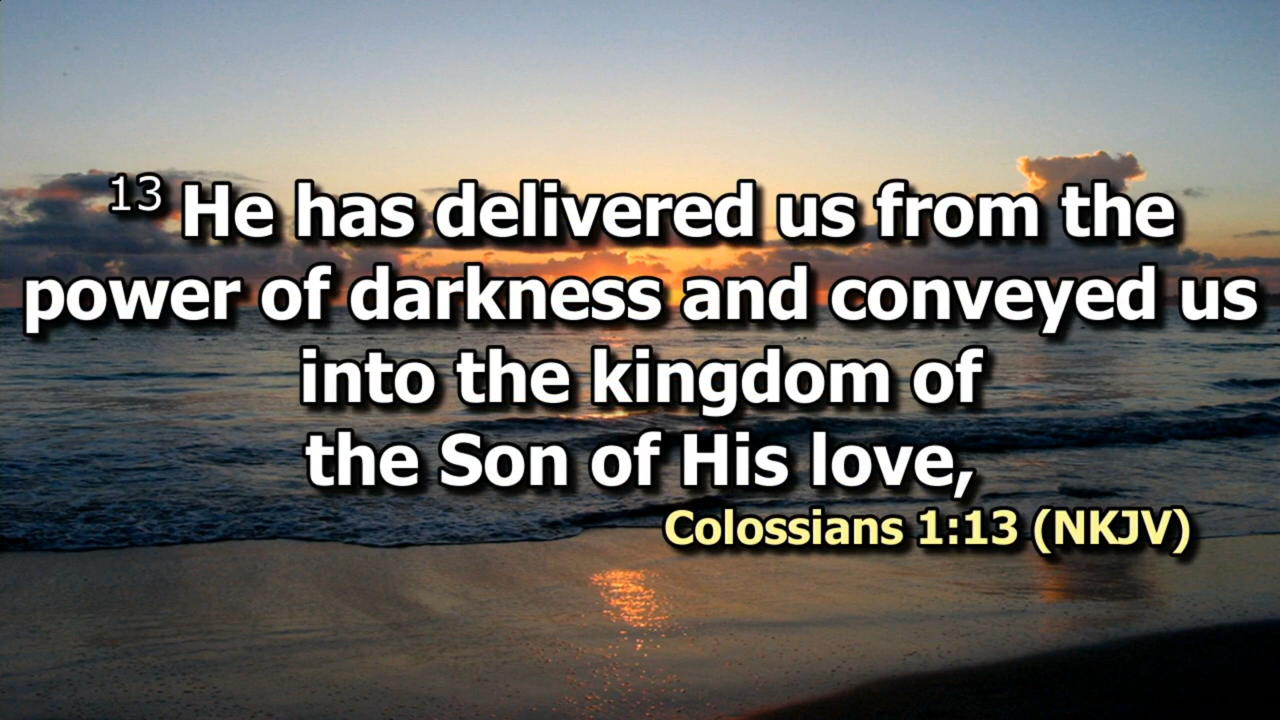 13 He has delivered us from the
power of darkness and conveyed us
into the kingdom of
the Son of His love,
Colossians 1:13 (NKJV)